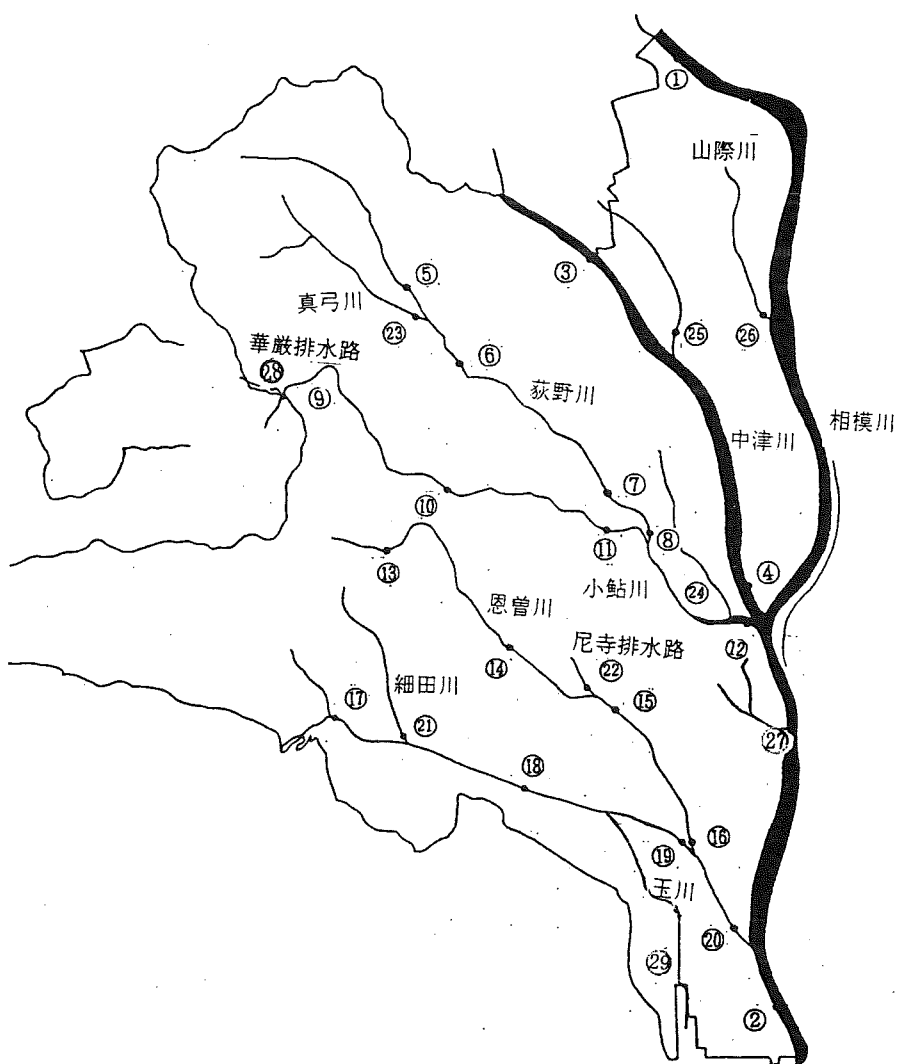 ①
山際川
③
⑤
真弓川
㉓
㉕
㉖
華厳排水路
㉘
⑨
⑥
荻野川
相模川
中津川
⑦
⑩
⑪
⑧
④
⑬
小鮎川
㉔
恩曽川
尼寺排水路
⑫
⑭
㉒
細田川
⑰
⑮
㉑
㉗
⑱
⑲
⑯
玉川
⑳
㉙
②